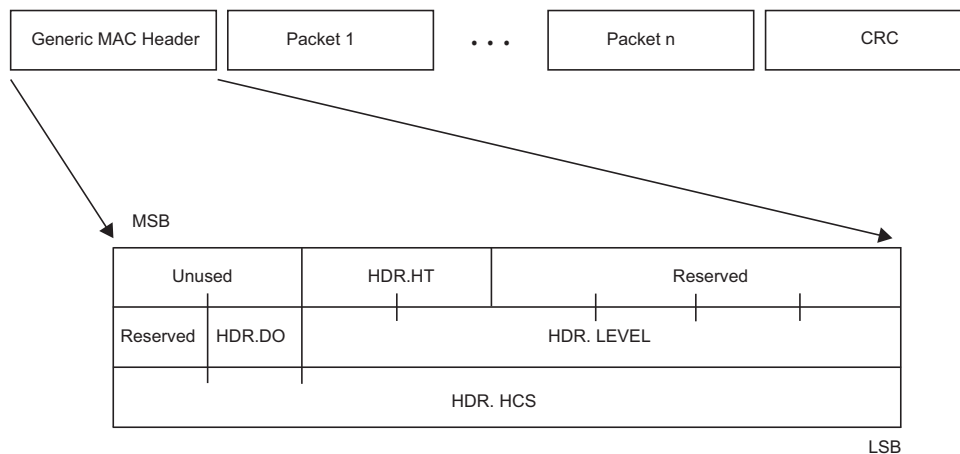 Generic MAC Header Packet 1 . . . Packet n CRC
MSB
Unused HDR.HT Reserved
Reserved HDR.DO HDR. LEVEL
HDR. HCS
LSB